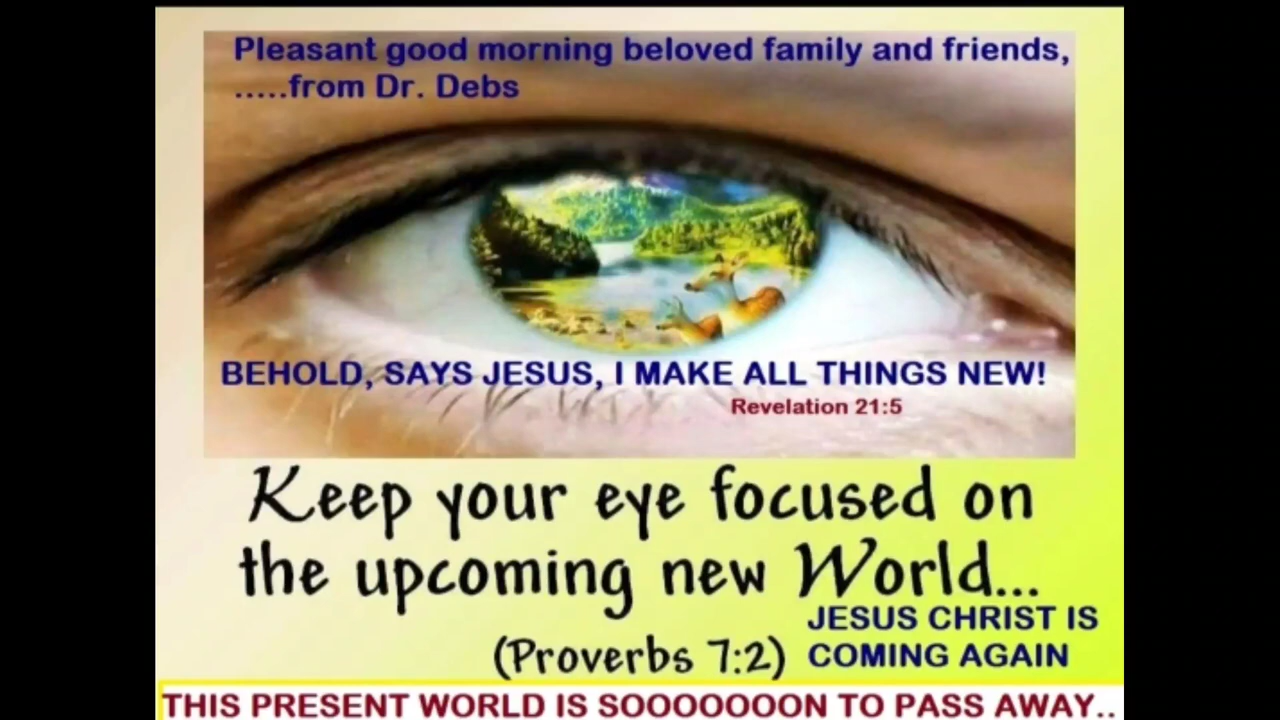 Pleasant good morning beloved family and friends,
.....from Dr. Debs
BEHOLD, SAYS JESUS, I MAKE ALL THINGS NEW!
Revelation 21:5
Keep your eye focused on
the upcoming new World...
(Proverbs 7:2)
JESUS CHRIST IS
COMING AGAIN
THIS PRESENT WORLD IS SOOOOOOON TO PASS AWAY..